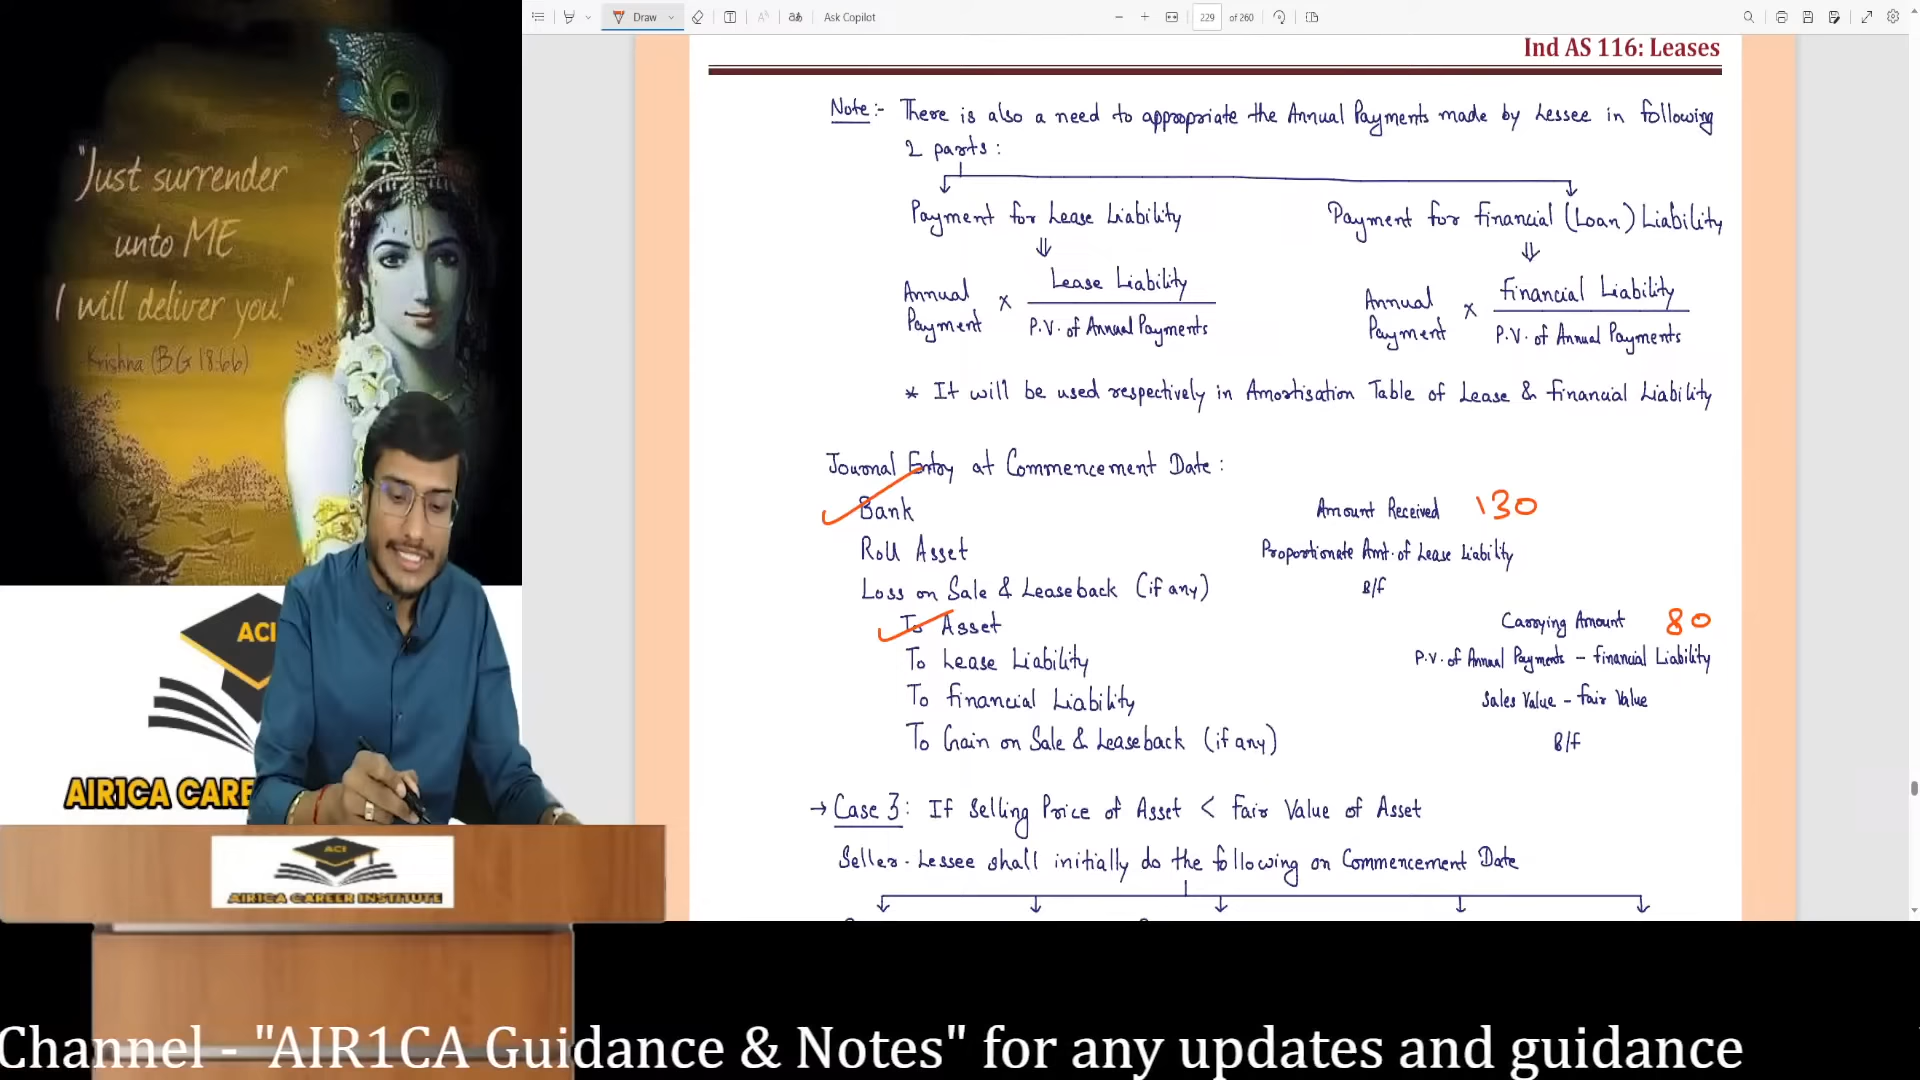 Draw
Ask Copilot
229 of 260
Ind AS 116: Leases
"Just surrender
unto ME
I will deliver you!"
Krishna (B.G 18:66)
ACI
AIR1CA CARE
ACI
AIR1CA CAREER INSTITUTE
Note:- There is also a need to appropriate the Annual Payments made by Lessee in following
2 parts:
Payment for Lease Liability
Payment for Financial (Loan) Liability
Annual Payment × Lease Liability / P.V. of Annual Payments
Annual Payment × Financial Liability / P.V. of Annual Payments
* It will be used respectively in Amortisation Table of Lease & Financial Liability
Journal Entry at Commencement Date:
Bank Amount Received 130
RoU Asset Proportionate Amt. of Lease Liability
Loss on Sale & Leaseback (if any) B/f
To Asset Carrying Amount 80
To Lease Liability P.V. of Annual Payments - Financial Liability
To Financial Liability Sales Value - Fair Value
To Gain on Sale & Leaseback (if any) B/f
→ Case 3: If Selling Price of Asset < Fair Value of Asset
Seller-Lessee shall initially do the following on Commencement Date
Channel - "AIR1CA Guidance & Notes" for any updates and guidance